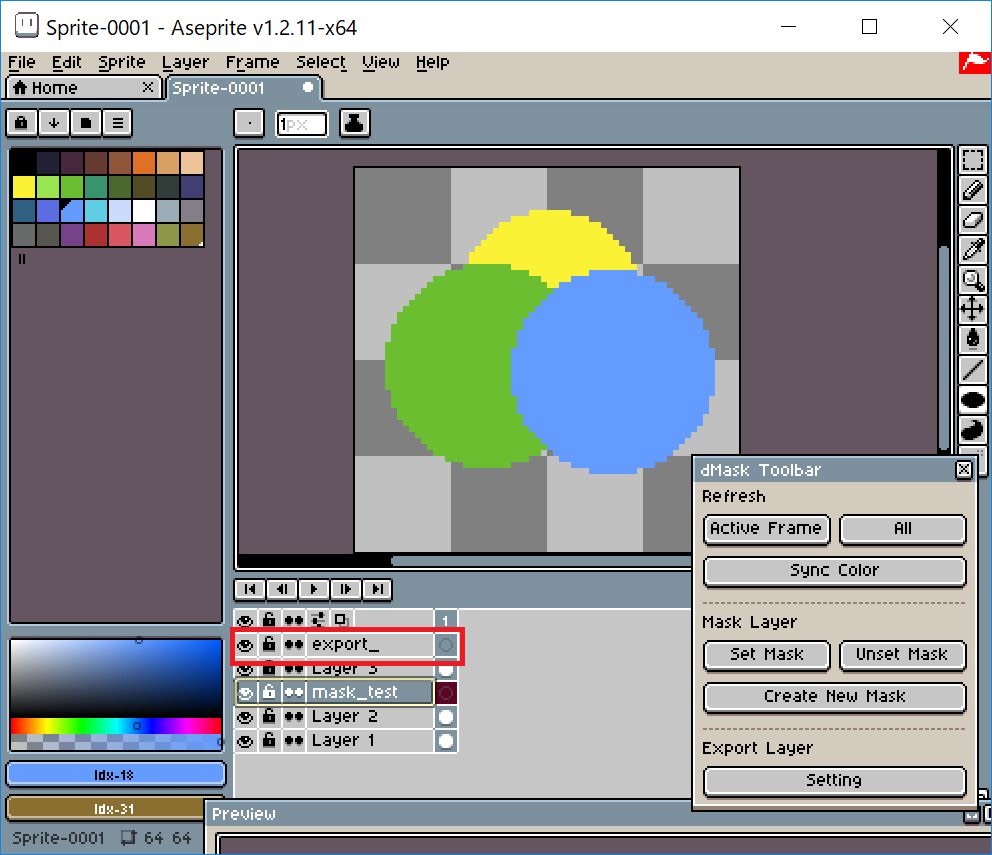 Sprite-0001 - Aseprite v1.2.11-x64
File Edit Sprite Layer Frame Select View Help
Home
Sprite-0001
1px
dMask Toolbar
Refresh
Active Frame All
Sync Color
Mask Layer
Set Mask Unset Mask
Create New Mask
Export Layer
Setting
1
export_
Layer 3
mask_test
Layer 2
Layer 1
Idx-18
Idx-31
Sprite-0001 64 64
Preview